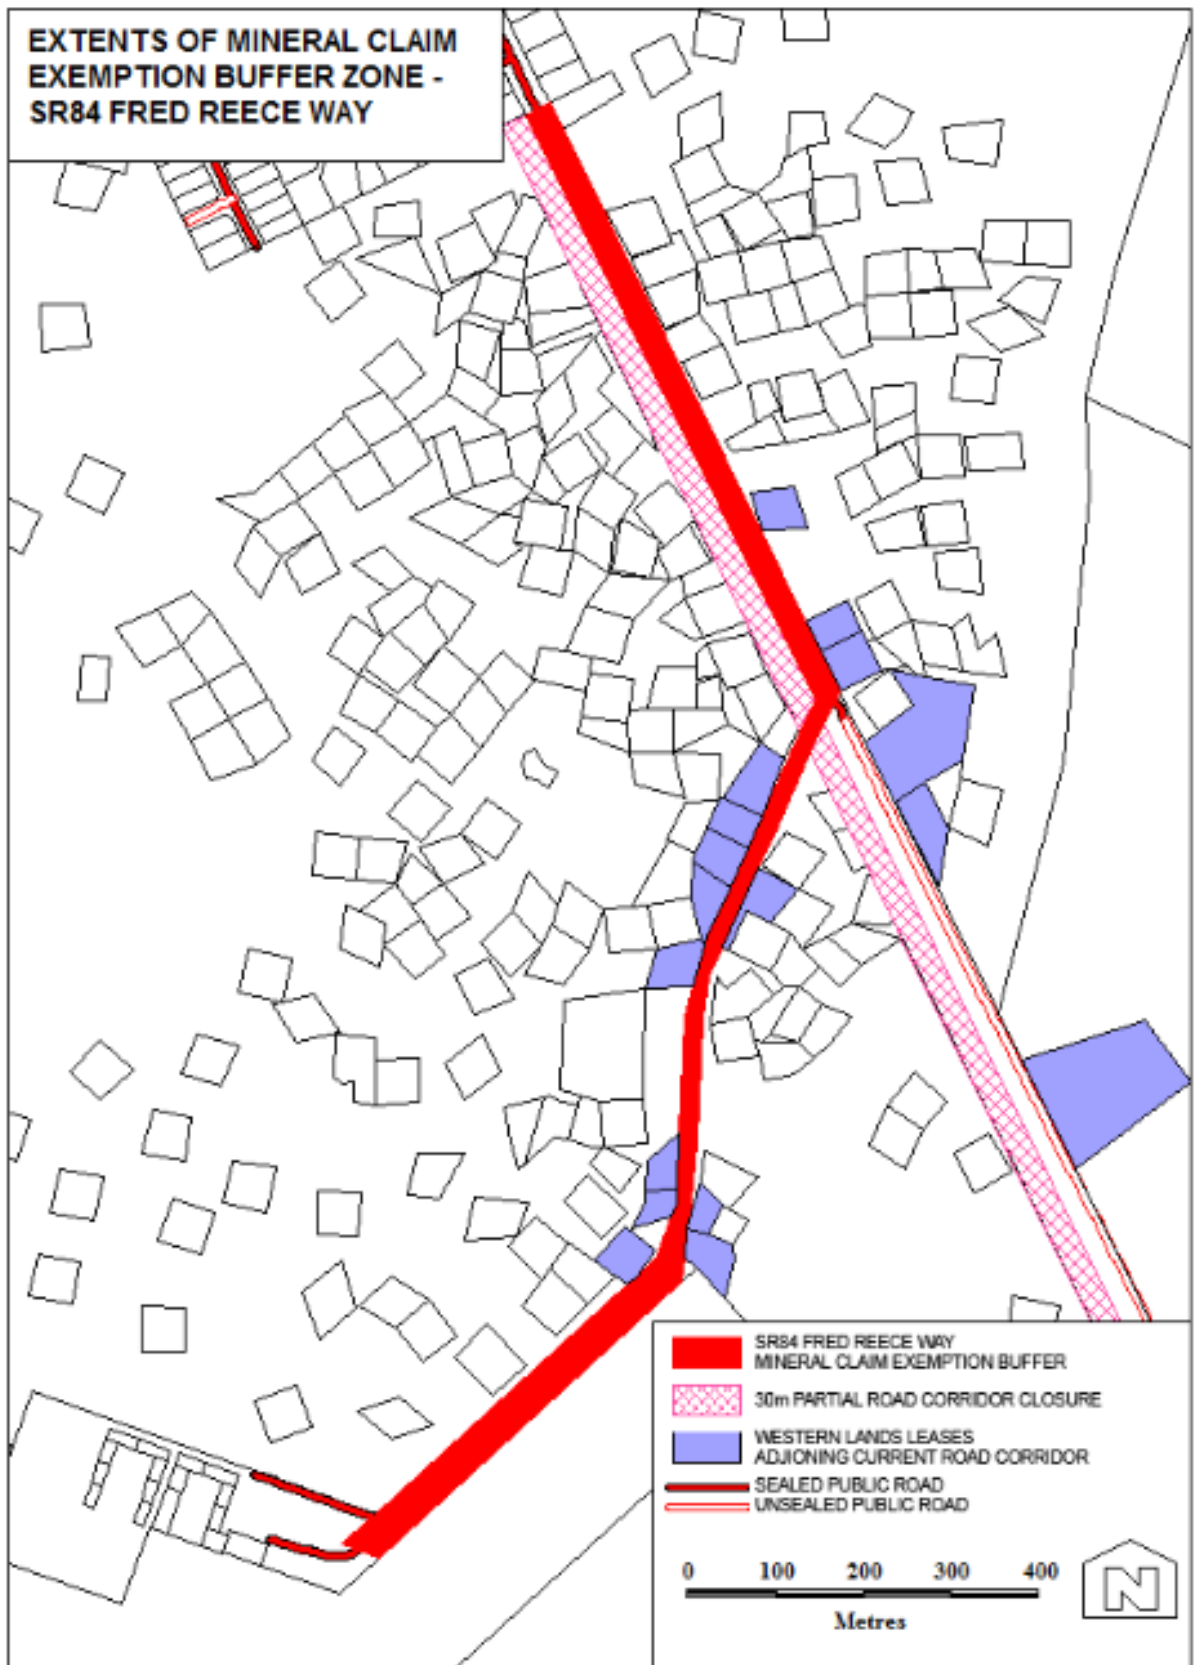 EXTENTS OF MINERAL CLAIM
EXEMPTION BUFFER ZONE -
SR84 FRED REECE WAY
SR84 FRED REECE WAY
MINERAL CLAIM EXEMPTION BUFFER
30m PARTIAL ROAD CORRIDOR CLOSURE
WESTERN LANDS LEASES
ADJIONING CURRENT ROAD CORRIDOR
SEALED PUBLIC ROAD
UNSEALED PUBLIC ROAD
0 100 200 300 400
Metres
N